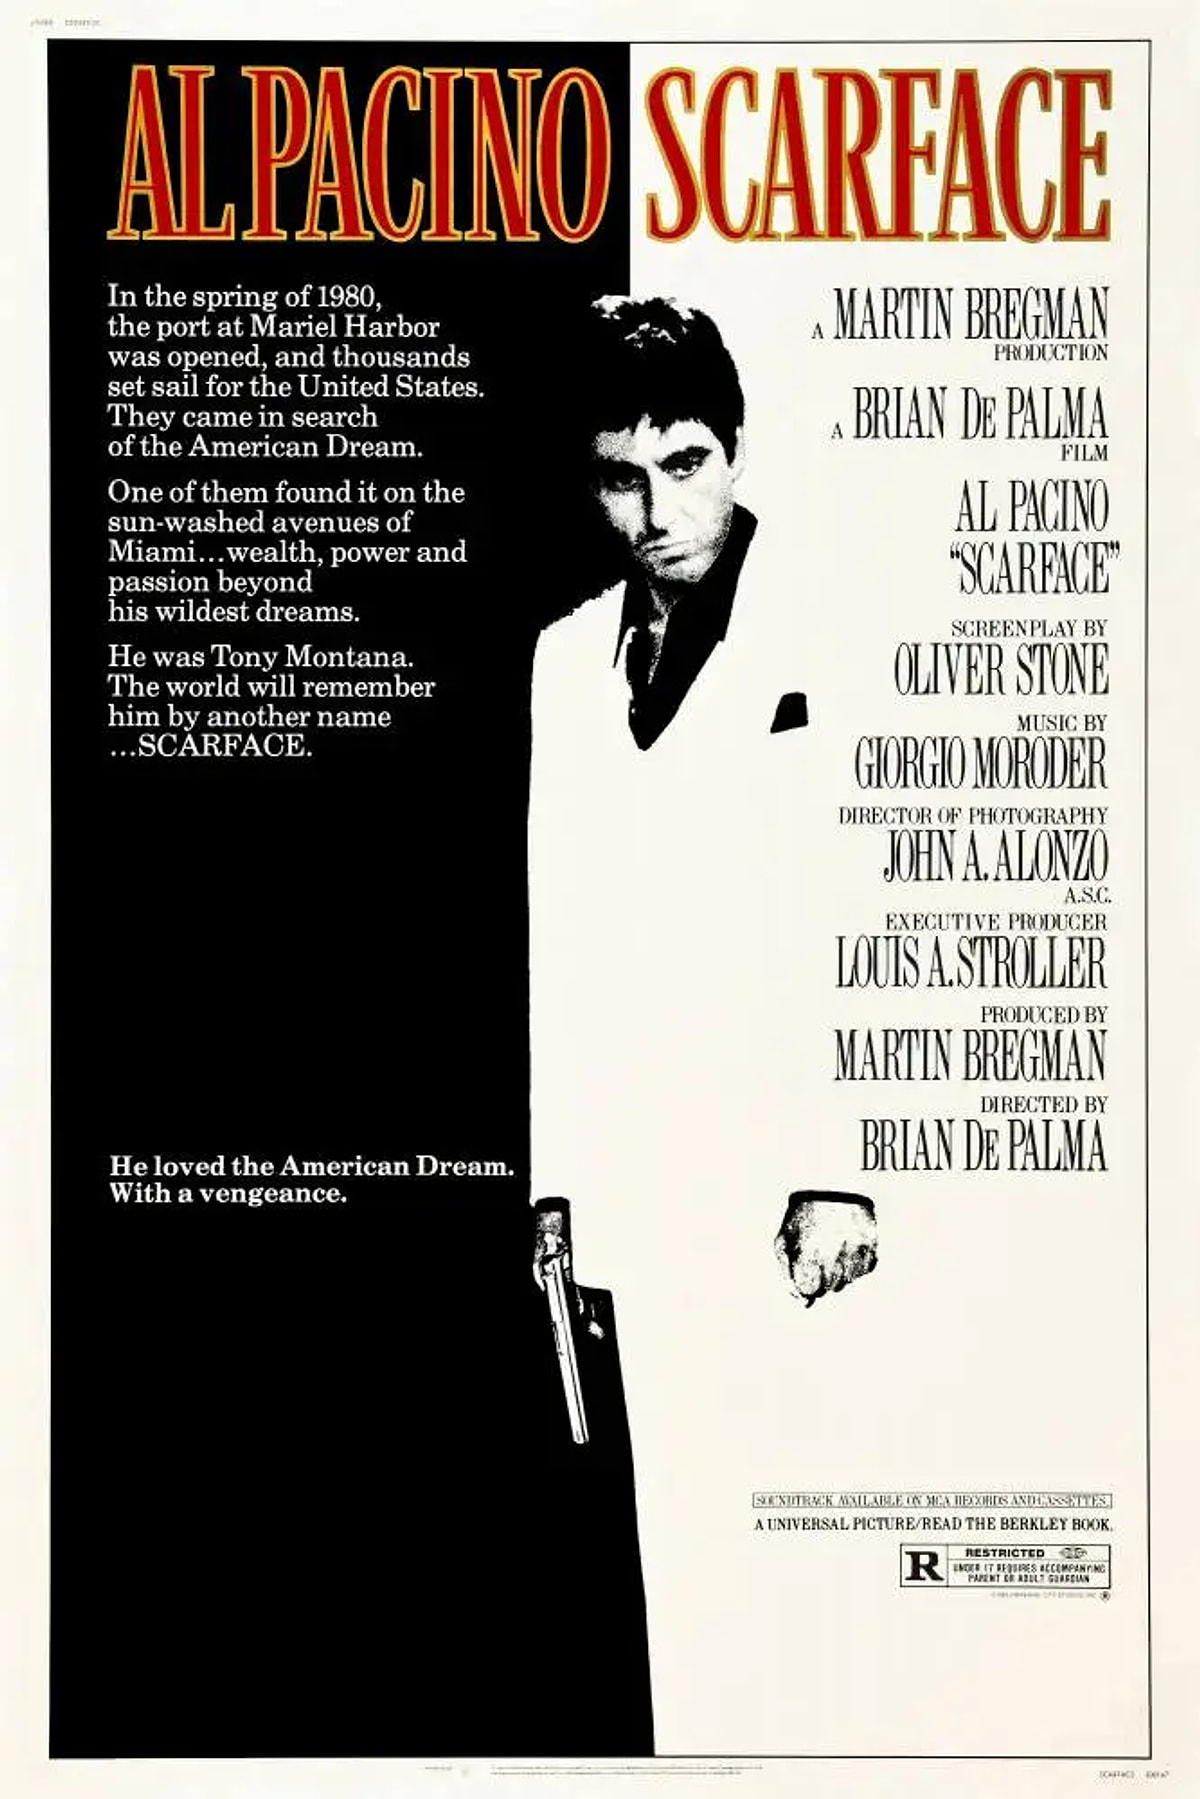 AL PACINO SCARFACE
In the spring of 1980,
the port at Mariel Harbor
was opened, and thousands
set sail for the United States.
They came in search
of the American Dream.
One of them found it on the
sun-washed avenues of
Miami...wealth, power and
passion beyond
his wildest dreams.
He was Tony Montana.
The world will remember
him by another name
...SCARFACE.
He loved the American Dream.
With a vengeance.
A MARTIN BREGMAN
PRODUCTION
A BRIAN DE PALMA
FILM
AL PACINO
“SCARFACE”
SCREENPLAY BY
OLIVER STONE
MUSIC BY
GIORGIO MORODER
DIRECTOR OF PHOTOGRAPHY
JOHN A. ALONZO
A.S.C.
EXECUTIVE PRODUCER
LOUIS A. STROLLER
PRODUCED BY
MARTIN BREGMAN
DIRECTED BY
BRIAN DE PALMA
SOUNDTRACK AVAILABLE ON MCA RECORDS AND CASSETTES.
A UNIVERSAL PICTURE/READ THE BERKLEY BOOK.
R RESTRICTED
UNDER 17 REQUIRES ACCOMPANYING
PARENT OR ADULT GUARDIAN
SCARFACE